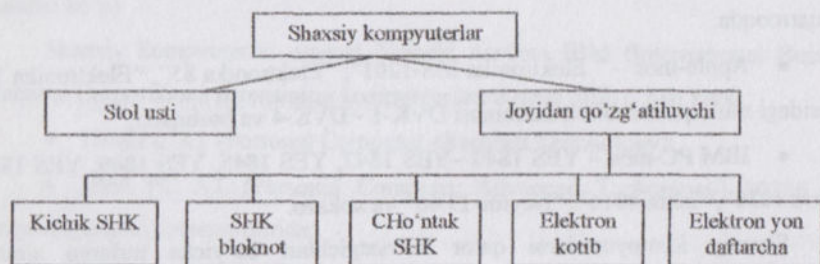 Shaxsiy kompyuterlar
Stol usti
Joyidan qo'zg'atiluvchi
Kichik SHK
SHK
bloknot
CHo'ntak
SHK
Elektron
kotib
Elektron yon
daftarcha